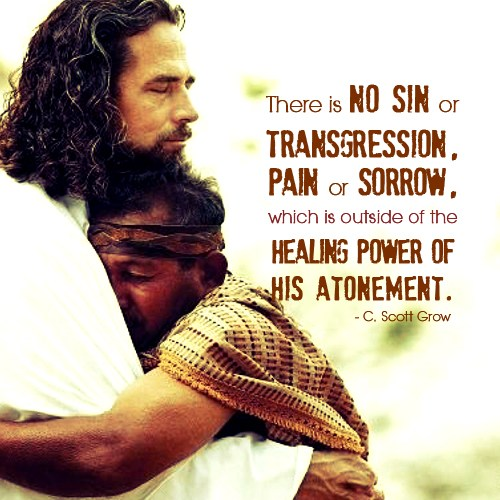 There is NO SIN or
TRANSGRESSION,
PAIN or SORROW,
which is outside of the
HEALING POWER OF
HIS ATONEMENT.
- C. Scott Grow